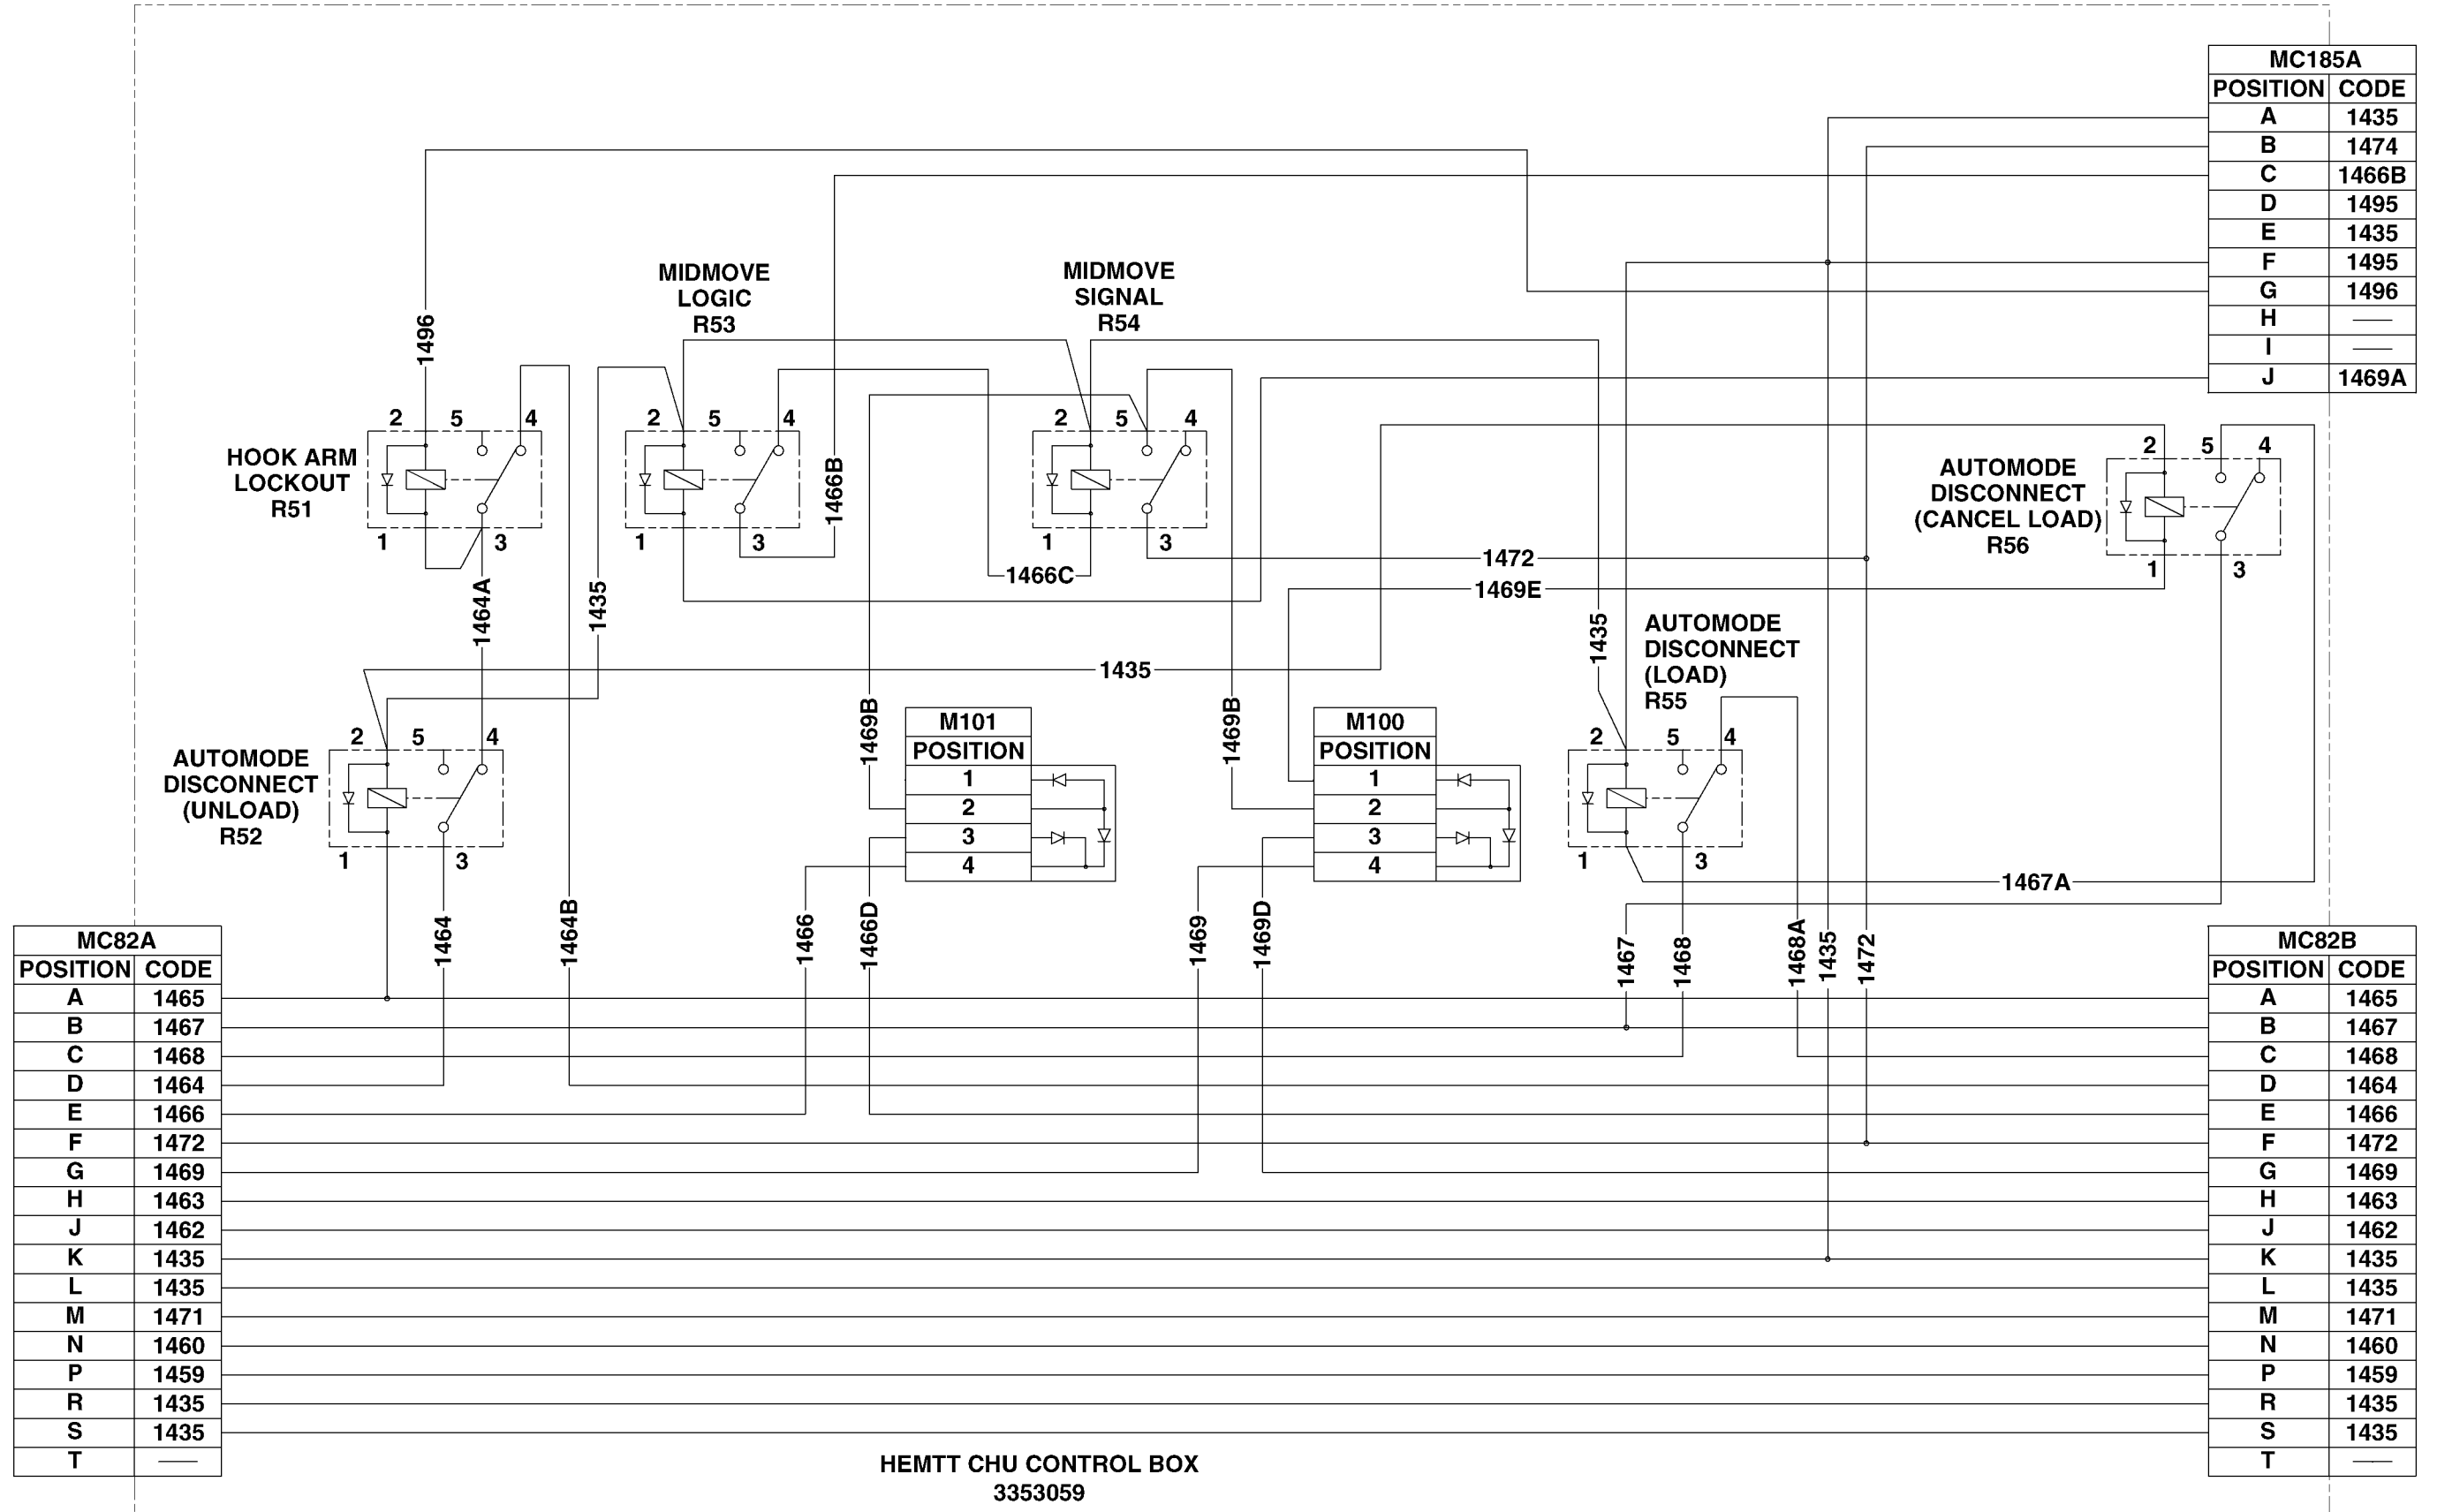 MC185A
POSITION CODE
A 1435
B 1474
C 1466B
D 1495
E 1435
F 1495
G 1496
H ——
I ——
J 1469A
1496
MIDMOVE
LOGIC
R53
MIDMOVE
SIGNAL
R54
HOOK ARM
LOCKOUT
R51
2 5 4
1 3
2 5 4
1 3
1466B
2 5 4
1 3
1466C
1472
1469E
AUTOMODE
DISCONNECT
(CANCEL LOAD)
R56
2 5 4
1 3
1464A
1435
1435
1435
AUTOMODE
DISCONNECT
(LOAD)
R55
2 5 4
1 3
AUTOMODE
DISCONNECT
(UNLOAD)
R52
2 5 4
1 3
1469B
M101
POSITION
1
2
3
4
1469B
M100
POSITION
1
2
3
4
1467A
1464
1464B
1466
1466D
1469
1469D
1467
1468
1468A
1435
1472
MC82A
POSITION CODE
A 1465
B 1467
C 1468
D 1464
E 1466
F 1472
G 1469
H 1463
J 1462
K 1435
L 1435
M 1471
N 1460
P 1459
R 1435
S 1435
T ——
MC82B
POSITION CODE
A 1465
B 1467
C 1468
D 1464
E 1466
F 1472
G 1469
H 1463
J 1462
K 1435
L 1435
M 1471
N 1460
P 1459
R 1435
S 1435
T ——
HEMTT CHU CONTROL BOX
3353059